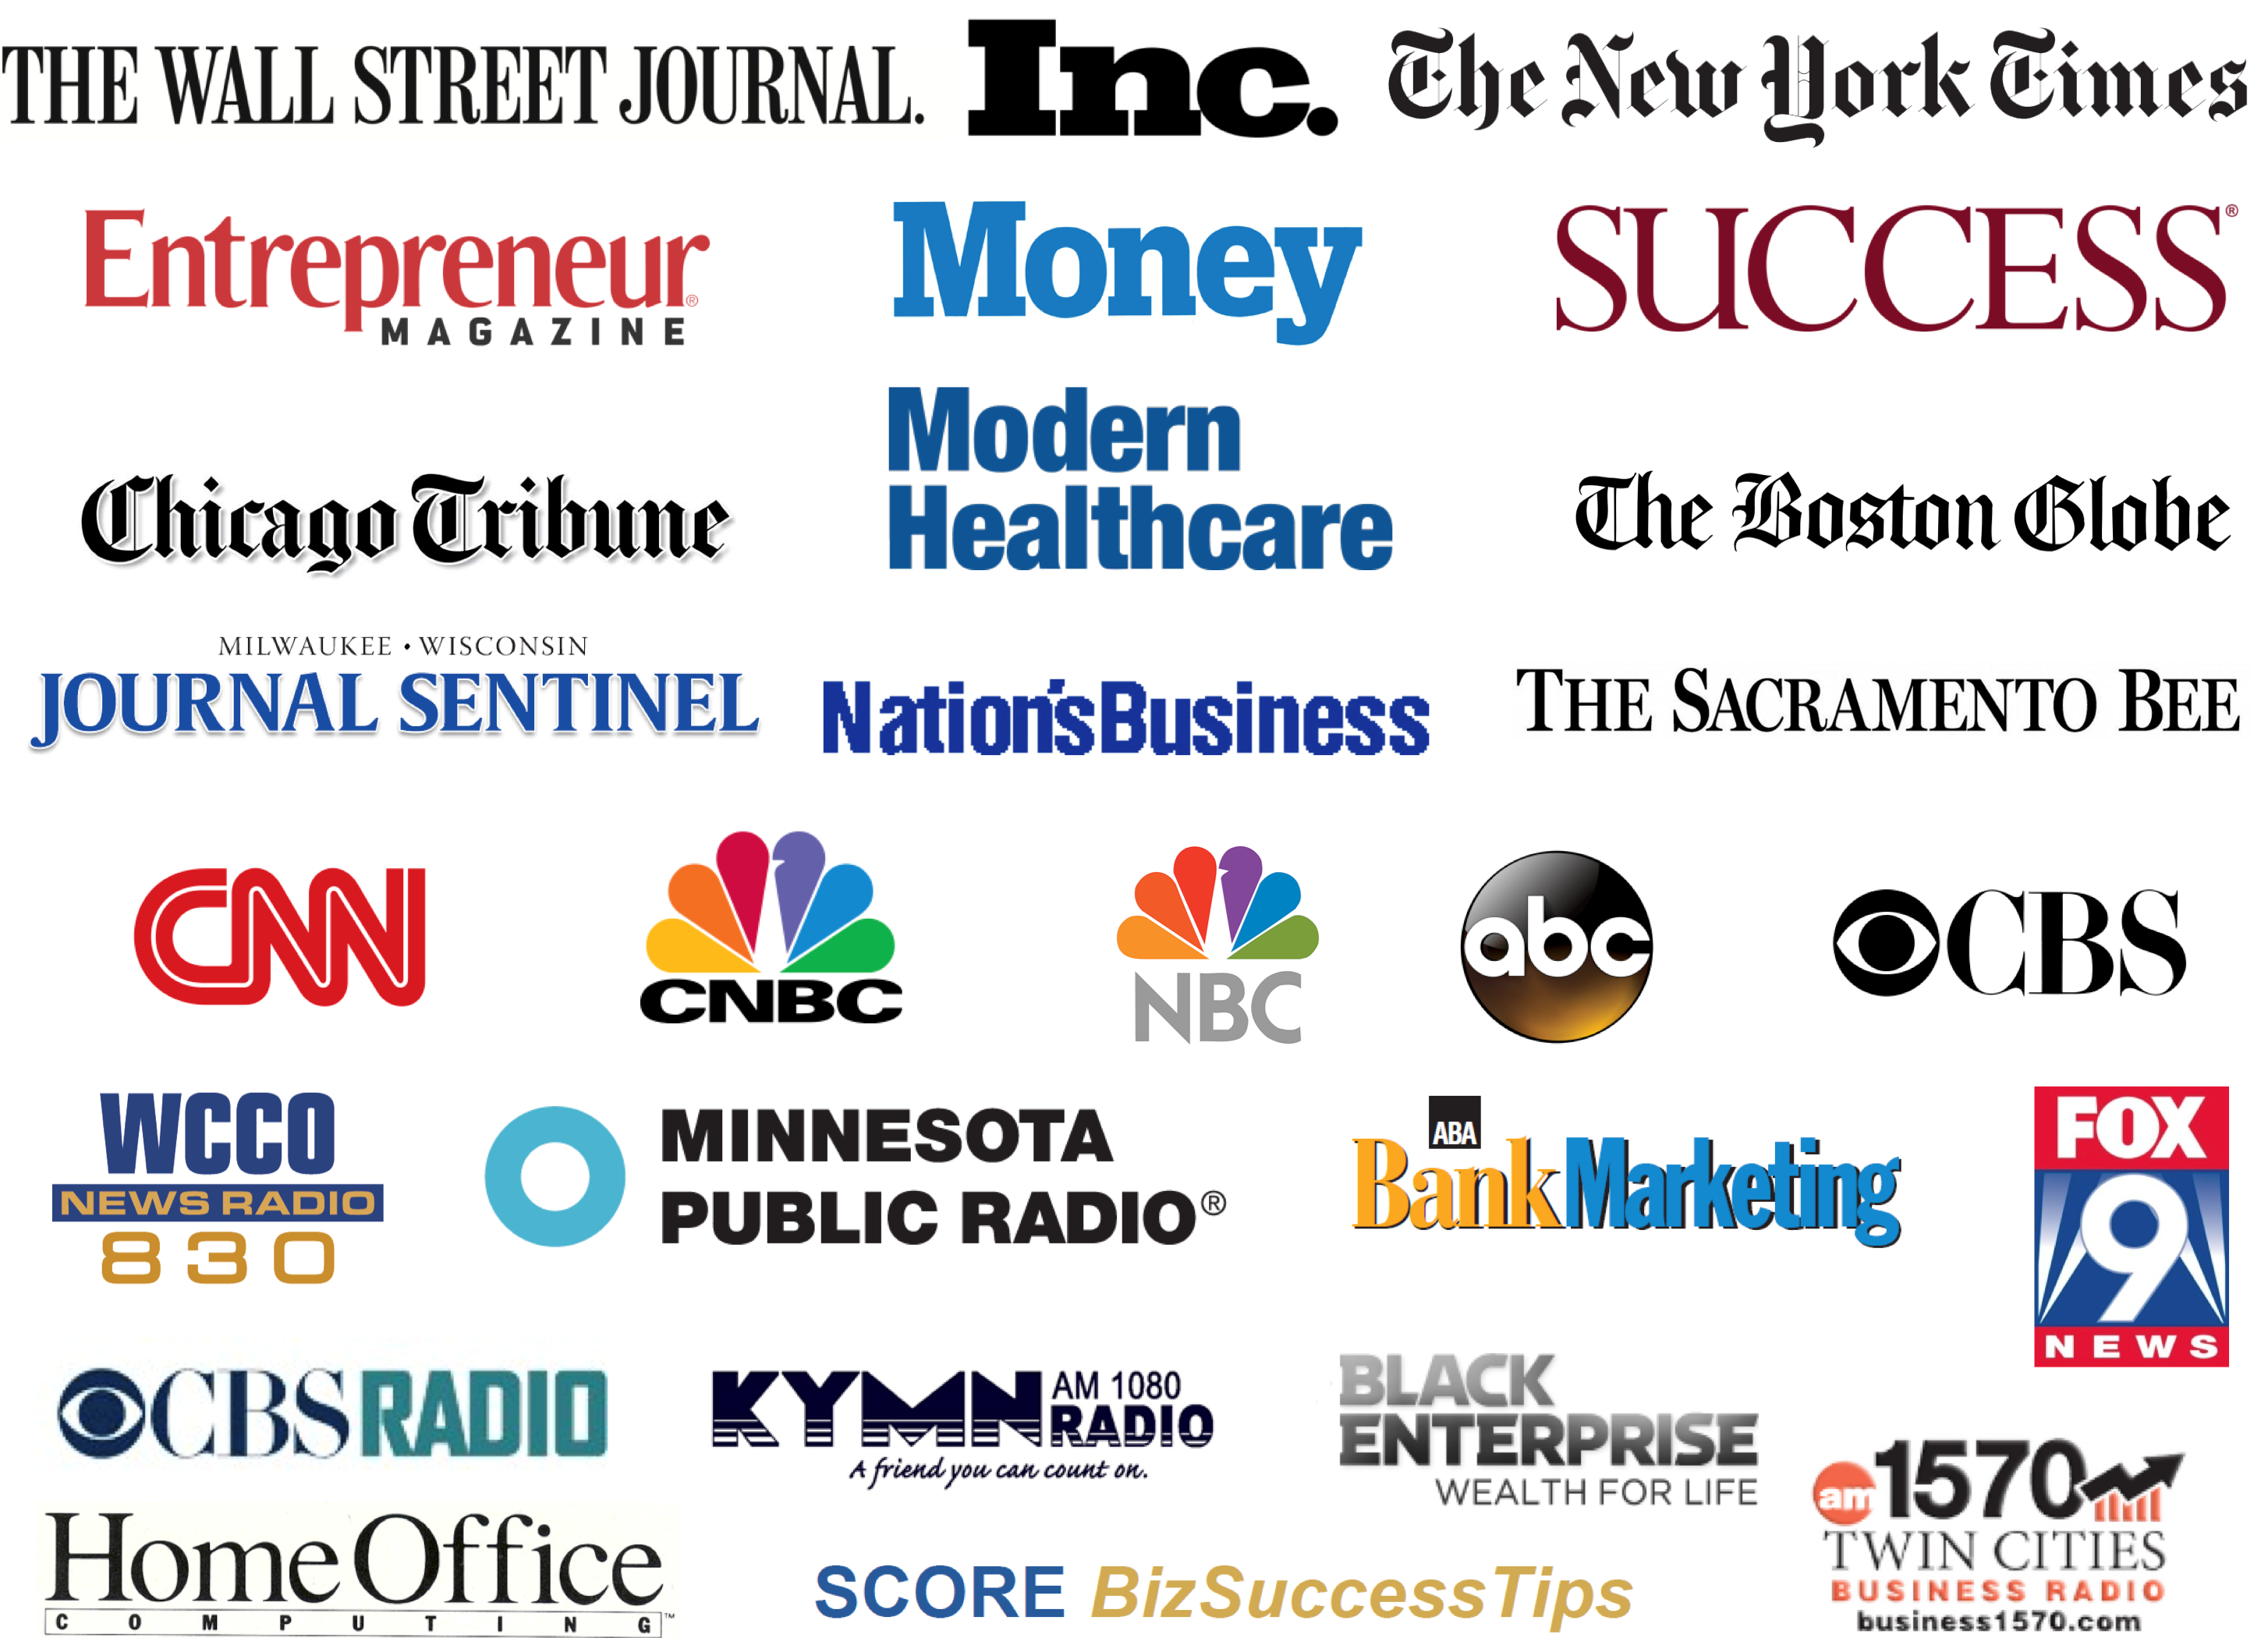 THE WALL STREET JOURNAL.
Inc.
The New York Times
Entrepreneur®
MAGAZINE
Money
SUCCESS®
Chicago Tribune
Modern
Healthcare
The Boston Globe
MILWAUKEE • WISCONSIN
JOURNAL SENTINEL
Nation'sBusiness
THE SACRAMENTO BEE
CNN
CNBC
NBC
abc
CBS
WCCO
NEWS RADIO
830
MINNESOTA
PUBLIC RADIO®
ABA
BankMarketing
FOX
9
NEWS
CBS RADIO
KYMN AM 1080
RADIO
A friend you can count on.
BLACK
ENTERPRISE
WEALTH FOR LIFE
am 1570
TWIN CITIES
BUSINESS RADIO
business1570.com
Home Office
COMPUTING™
SCORE BizSuccessTips